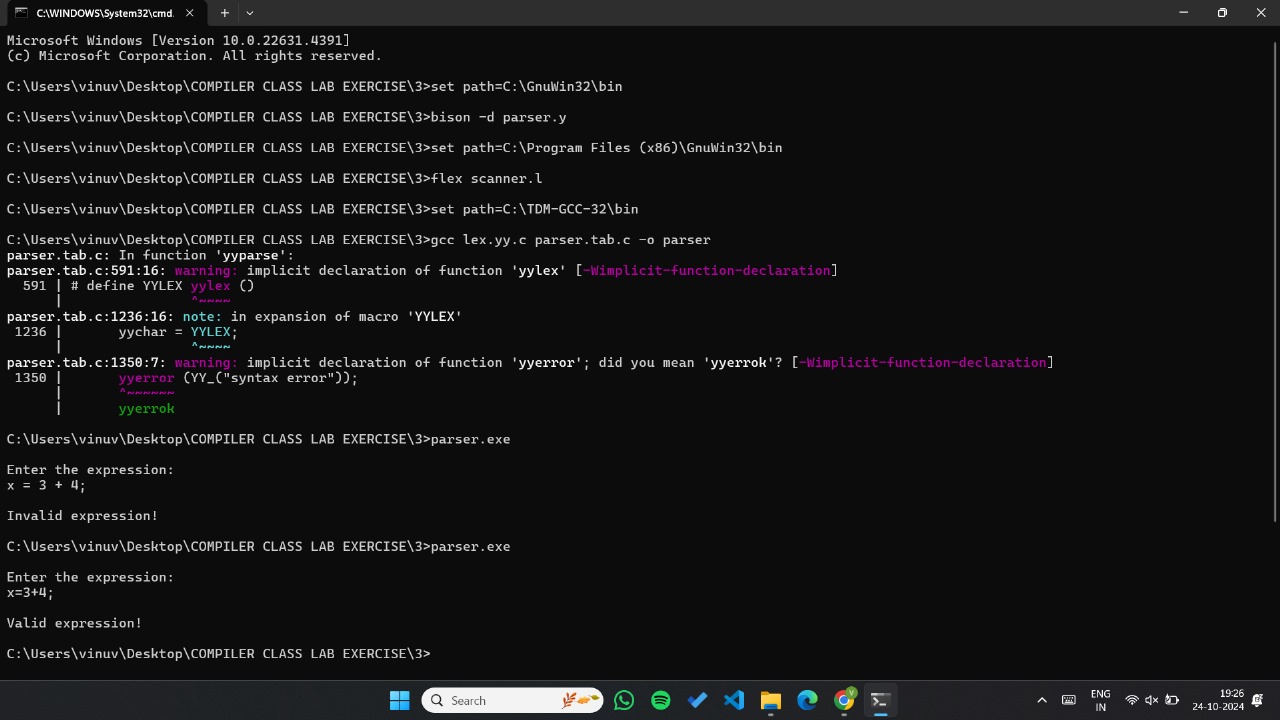 C:\WINDOWS\System32\cmd.
Microsoft Windows [Version 10.0.22631.4391]
(c) Microsoft Corporation. All rights reserved.
C:\Users\vinuv\Desktop\COMPILER CLASS LAB EXERCISE\3>set path=C:\GnuWin32\bin
C:\Users\vinuv\Desktop\COMPILER CLASS LAB EXERCISE\3>bison -d parser.y
C:\Users\vinuv\Desktop\COMPILER CLASS LAB EXERCISE\3>set path=C:\Program Files (x86)\GnuWin32\bin
C:\Users\vinuv\Desktop\COMPILER CLASS LAB EXERCISE\3>flex scanner.l
C:\Users\vinuv\Desktop\COMPILER CLASS LAB EXERCISE\3>set path=C:\TDM-GCC-32\bin
C:\Users\vinuv\Desktop\COMPILER CLASS LAB EXERCISE\3>gcc lex.yy.c parser.tab.c -o parser
parser.tab.c: In function 'yyparse':
parser.tab.c:591:16: warning: implicit declaration of function 'yylex' [-Wimplicit-function-declaration]
  591 | # define YYLEX yylex ()
      |                ^~~~~
parser.tab.c:1236:16: note: in expansion of macro 'YYLEX'
 1236 |       yychar = YYLEX;
      |                ^~~~~
parser.tab.c:1350:7: warning: implicit declaration of function 'yyerror'; did you mean 'yyerrok'? [-Wimplicit-function-declaration]
 1350 |       yyerror (YY_("syntax error"));
      |       ^~~~~~~
      |       yyerrok
C:\Users\vinuv\Desktop\COMPILER CLASS LAB EXERCISE\3>parser.exe
Enter the expression:
x = 3 + 4;
Invalid expression!
C:\Users\vinuv\Desktop\COMPILER CLASS LAB EXERCISE\3>parser.exe
Enter the expression:
x=3+4;
Valid expression!
C:\Users\vinuv\Desktop\COMPILER CLASS LAB EXERCISE\3>
Search
V
ENG
IN
19:26
24-10-2024